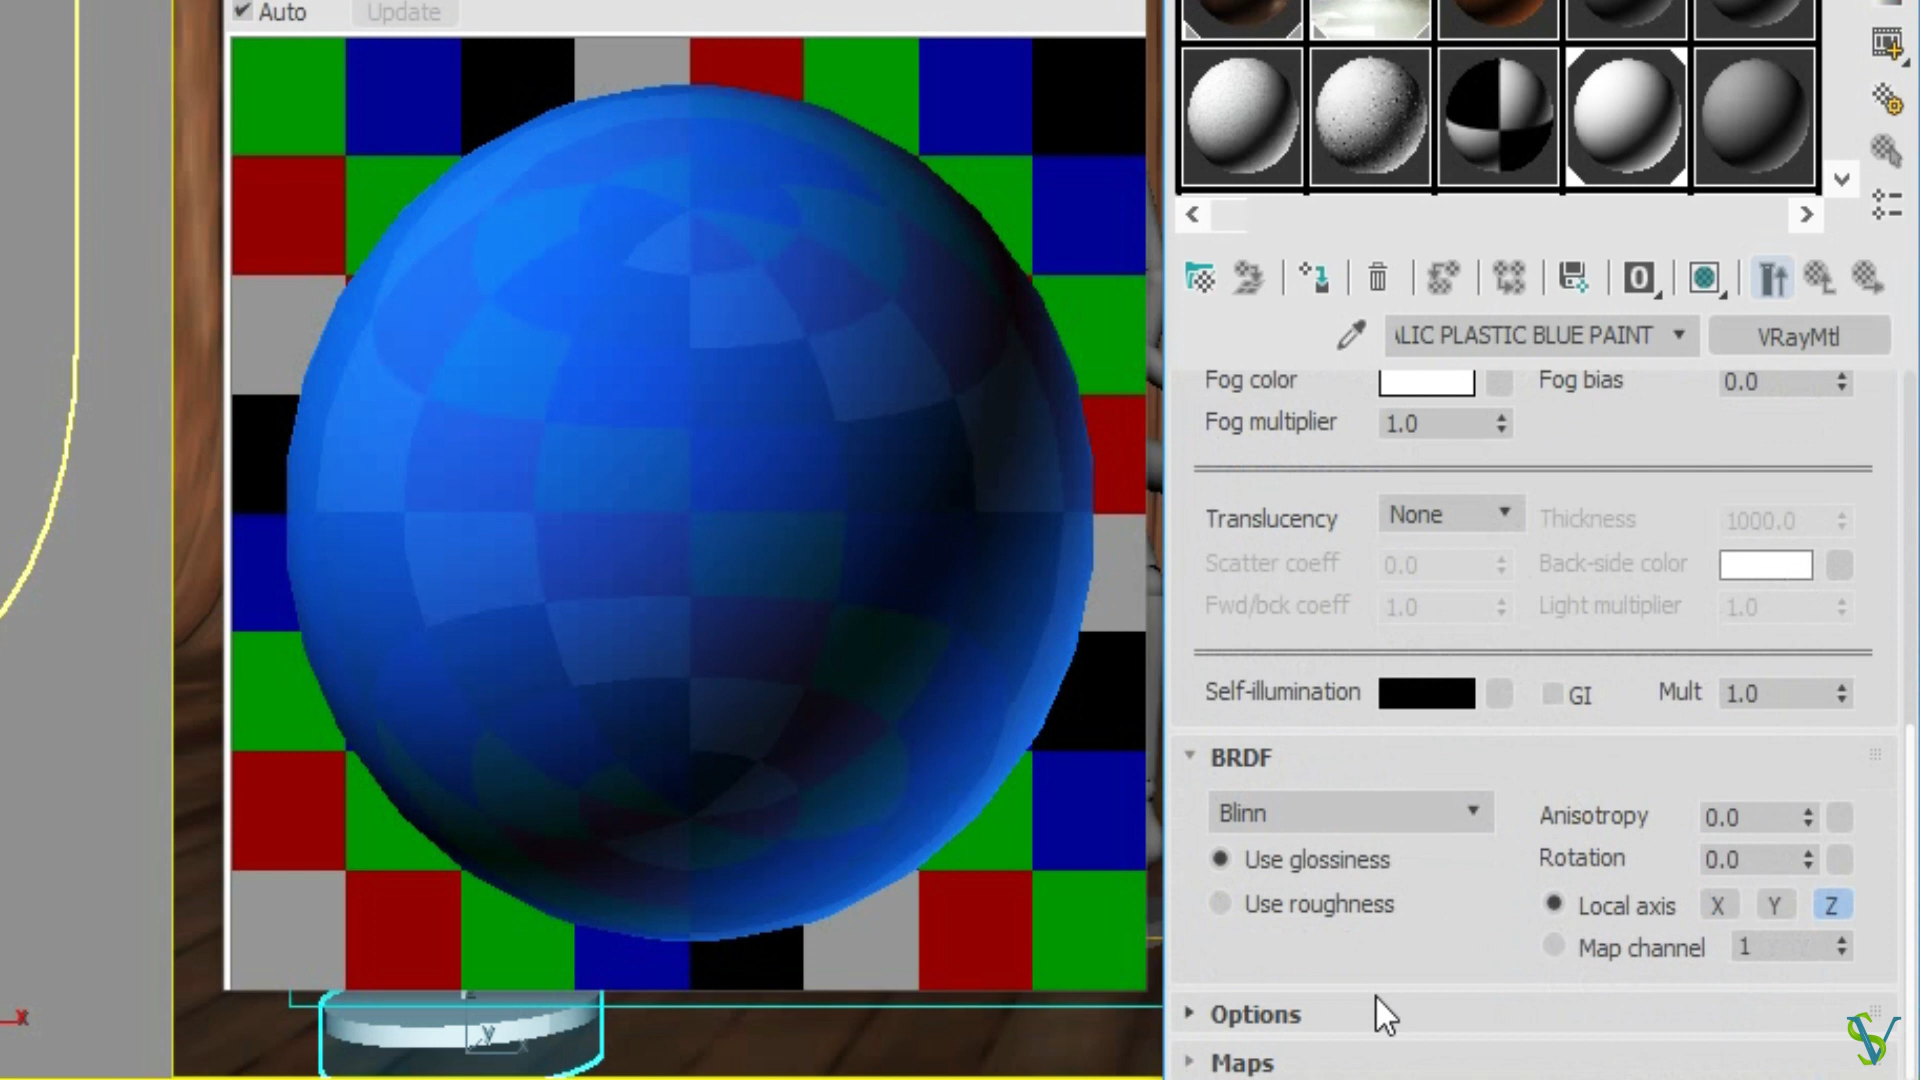 Auto Update
ALIC PLASTIC BLUE PAINT VRayMtl
Fog color Fog bias 0.0
Fog multiplier 1.0
Translucency None Thickness 1000.0
Scatter coeff 0.0 Back-side color
Fwd/bck coeff 1.0 Light multiplier 1.0
Self-illumination GI Mult 1.0
BRDF
Blinn Anisotropy 0.0
Use glossiness Rotation 0.0
Use roughness Local axis X Y Z
Map channel 1
Options
Maps
x
y
x
SV